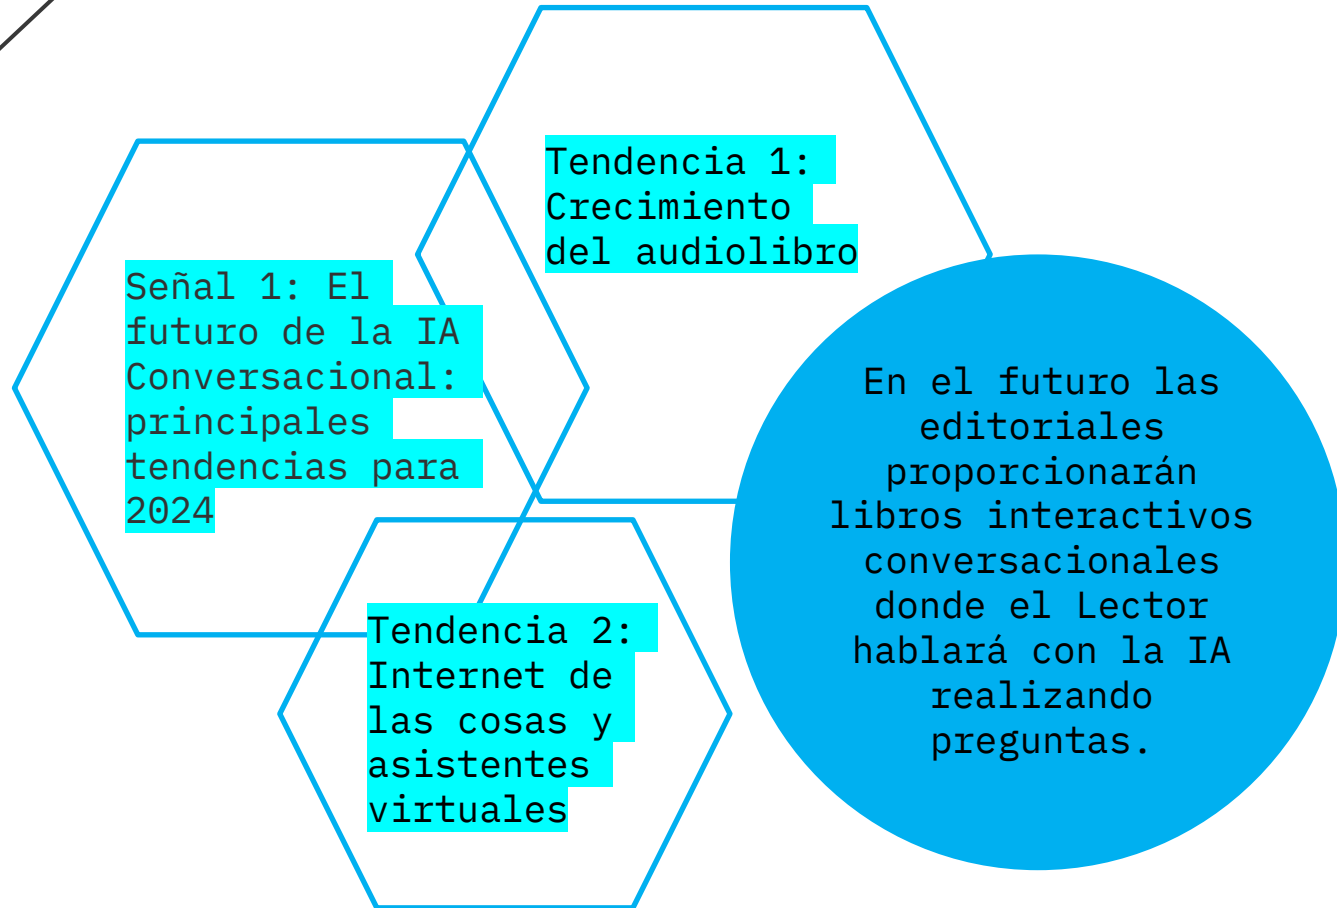 Tendencia 1:
Crecimiento
del audiolibro
Señal 1: El
futuro de la IA
Conversacional:
principales
tendencias para
2024
Tendencia 2:
Internet de
las cosas y
asistentes
virtuales
En el futuro las
editoriales
proporcionarán
libros interactivos
conversacionales
donde el Lector
hablará con la IA
realizando
preguntas.